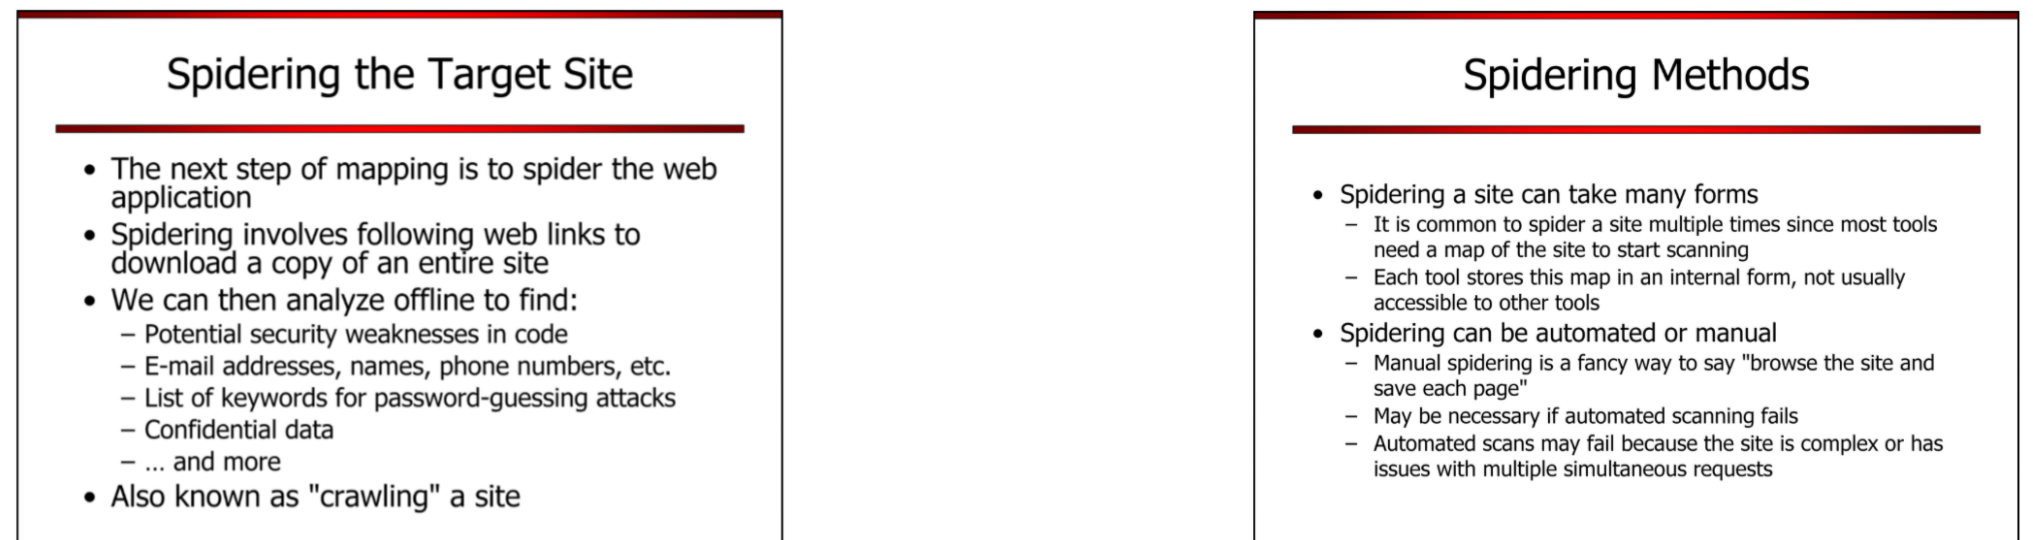 Spidering the Target Site
• The next step of mapping is to spider the web
application
• Spidering involves following web links to
download a copy of an entire site
• We can then analyze offline to find:
– Potential security weaknesses in code
– E-mail addresses, names, phone numbers, etc.
– List of keywords for password-guessing attacks
– Confidential data
– ... and more
• Also known as "crawling" a site
Spidering Methods
• Spidering a site can take many forms
– It is common to spider a site multiple times since most tools
need a map of the site to start scanning
– Each tool stores this map in an internal form, not usually
accessible to other tools
• Spidering can be automated or manual
– Manual spidering is a fancy way to say "browse the site and
save each page"
– May be necessary if automated scanning fails
– Automated scans may fail because the site is complex or has
issues with multiple simultaneous requests